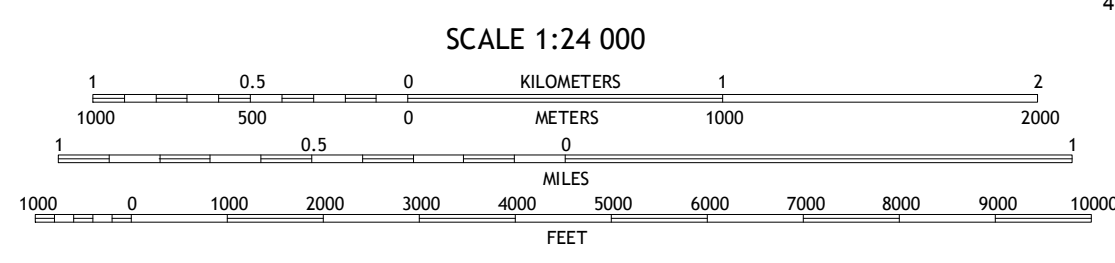 4
SCALE 1:24 000
1 0.5 0 KILOMETERS 1 2
1000 500 0 METERS 1000 2000
1 0.5 0 1
MILES
1000 0 1000 2000 3000 4000 5000 6000 7000 8000 9000 10000
FEET